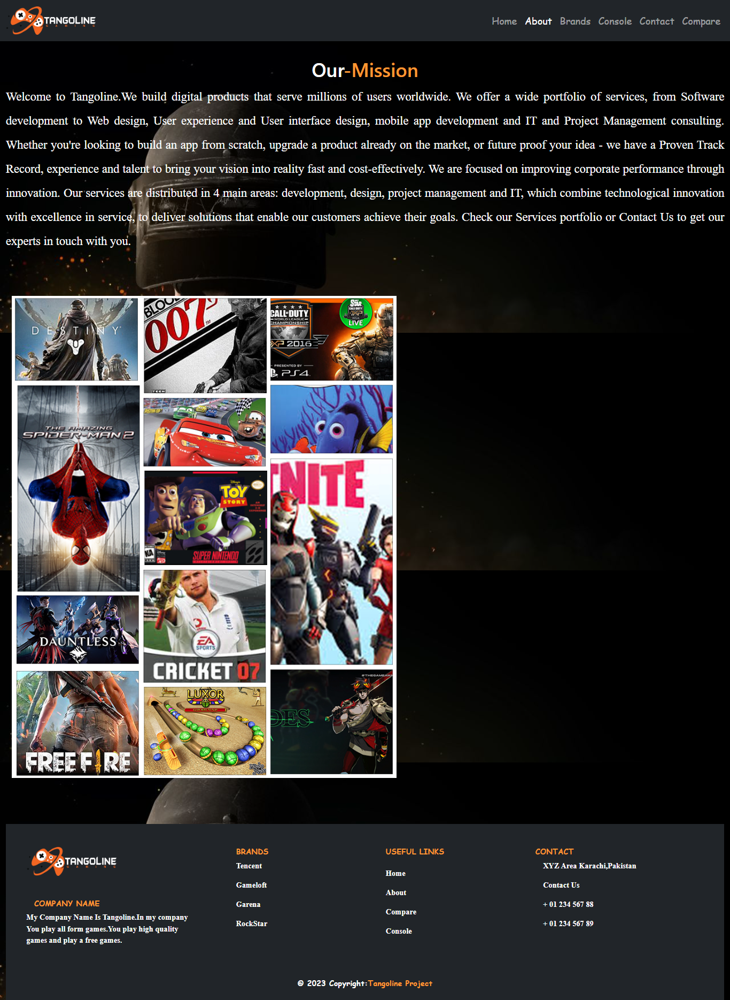 TANGOLINE
GAMING
Home About Brands Console Contact Compare
Our-Mission
Welcome to Tangoline.We build digital products that serve millions of users worldwide. We offer a wide portfolio of services, from Software
development to Web design, User experience and User interface design, mobile app development and IT and Project Management consulting.
Whether you're looking to build an app from scratch, upgrade a product already on the market, or future proof your idea - we have a Proven Track
Record, experience and talent to bring your vision into reality fast and cost-effectively. We are focused on improving corporate performance through
innovation. Our services are distributed in 4 main areas: development, design, project management and IT, which combine technological innovation
with excellence in service, to deliver solutions that enable our customers achieve their goals. Check our Services portfolio or Contact Us to get our
experts in touch with you.
DESTINY
BLOO
007
TEEN
CALL OF DUTY
WORLD LEAGUE
CHAMPIONSHIP
XP 2016
PRESENTED BY
PS4
STAR
CALL OF DUTY
XP
LIVE
THE AMAZING
SPIDER-MAN 2
PISTON CUP
Disney's
TOY
STORY
SUPER NINTENDO
TNITE
DAUNTLESS
EA
SPORTS
CRICKET 07
FREE FIRE
LUXOR
CLICK HERE TO PLAY
#THEGAMEAWA
DES
TANGOLINE
GAMING
COMPANY NAME
My Company Name Is Tangoline.In my company
You play all form games.You play high quality
games and play a free games.
BRANDS
Tencent
Gameloft
Garena
RockStar
USEFUL LINKS
Home
About
Compare
Console
CONTACT
XYZ Area Karachi,Pakistan
Contact Us
+ 01 234 567 88
+ 01 234 567 89
© 2023 Copyright:Tangoline Project